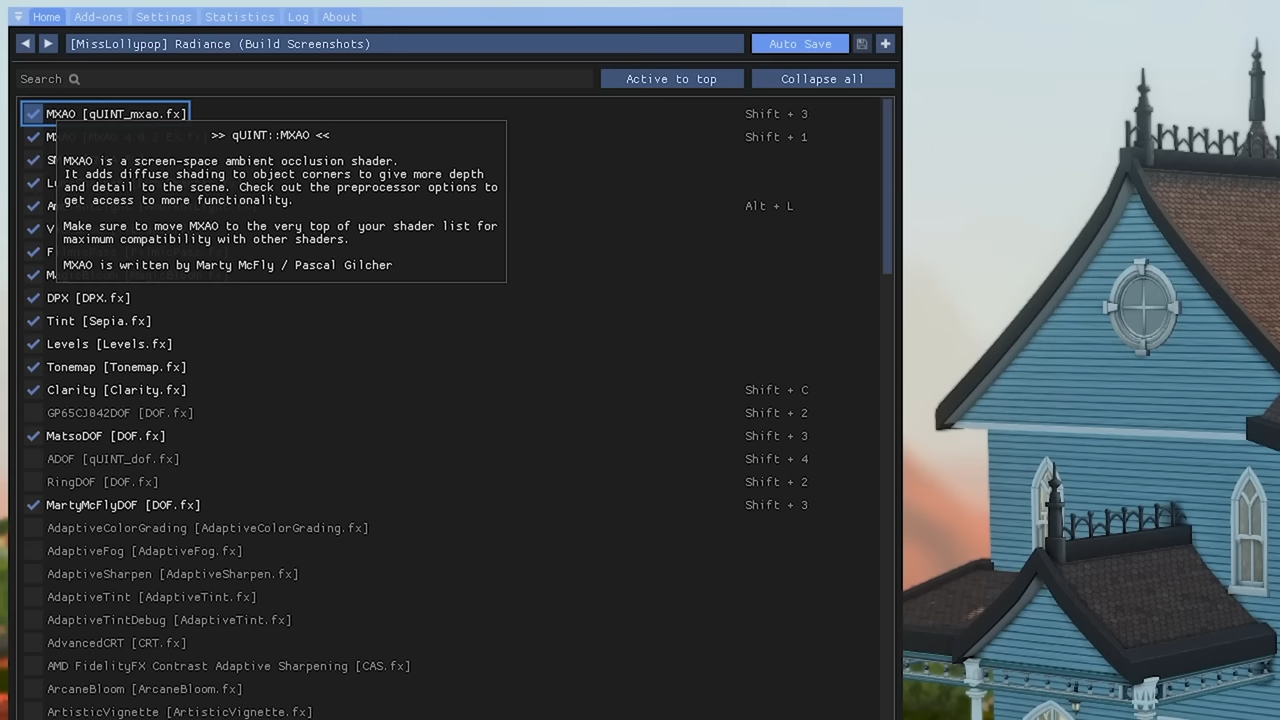 Home Add-ons Settings Statistics Log About
[MissLollypop] Radiance (Build Screenshots) Auto Save
Search Active to top Collapse all
MXAO [qUINT_mxao.fx] Shift + 3
Shift + 1
>> qUINT::MXAO <<
MXAO is a screen-space ambient occlusion shader.
It adds diffuse shading to object corners to give more depth
and detail to the scene. Check out the preprocessor options to
get access to more functionality.
Alt + L
Make sure to move MXAO to the very top of your shader list for
maximum compatibility with other shaders.
MXAO is written by Marty McFly / Pascal Gilcher
DPX [DPX.fx]
Tint [Sepia.fx]
Levels [Levels.fx]
Tonemap [Tonemap.fx]
Clarity [Clarity.fx] Shift + C
GP65CJ042DOF [DOF.fx] Shift + 2
MatsoDOF [DOF.fx] Shift + 3
ADOF [qUINT_dof.fx] Shift + 4
RingDOF [DOF.fx] Shift + 2
MartyMcFlyDOF [DOF.fx] Shift + 3
AdaptiveColorGrading [AdaptiveColorGrading.fx]
AdaptiveFog [AdaptiveFog.fx]
AdaptiveSharpen [AdaptiveSharpen.fx]
AdaptiveTint [AdaptiveTint.fx]
AdaptiveTintDebug [AdaptiveTint.fx]
AdvancedCRT [CRT.fx]
AMD FidelityFX Contrast Adaptive Sharpening [CAS.fx]
ArcaneBloom [ArcaneBloom.fx]
ArtisticVignette [ArtisticVignette.fx]